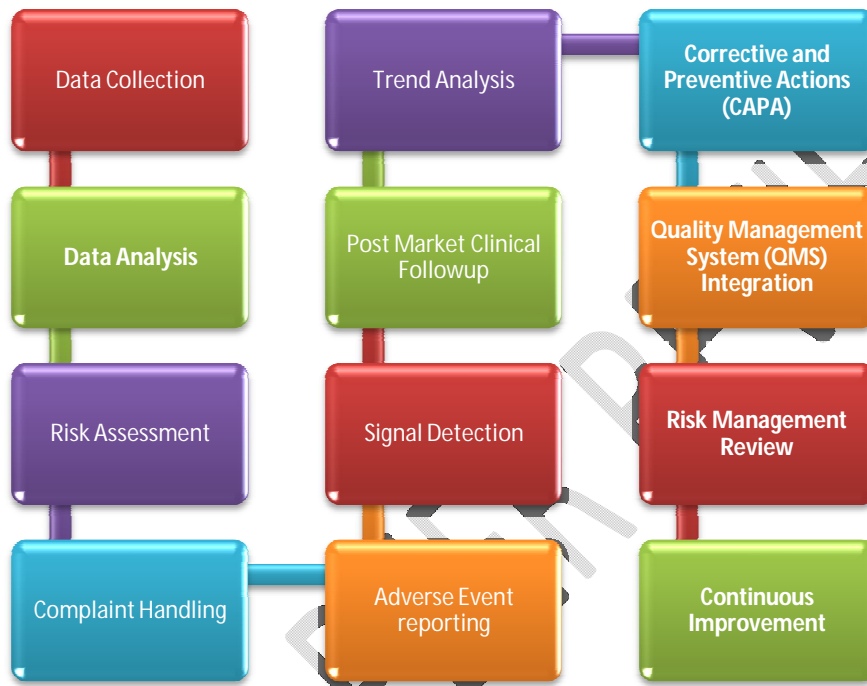 Data Collection
Data Analysis
Risk Assessment
Complaint Handling
Adverse Event
reporting
Signal Detection
Post Market Clinical
Followup
Trend Analysis
Corrective and
Preventive Actions
(CAPA)
Quality Management
System (QMS)
Integration
Risk Management
Review
Continuous
Improvement